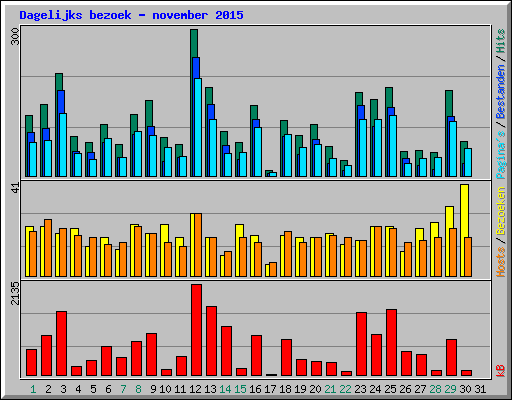 Dagelijks bezoek - november 2015
300
41
2135
Pagina's / Bestanden / Hits
Hosts / Bezoeken
kB
1 2 3 4 5 6 7 8 9 10 11 12 13 14 15 16 17 18 19 20 21 22 23 24 25 26 27 28 29 30 31